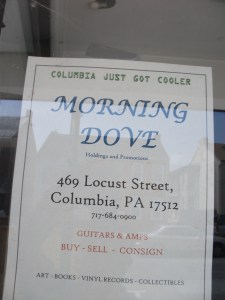 COLUMBIA JUST GOT COOLER
MORNING
DOVE
Holdings and Promotions
469 Locust Street,
Columbia, PA 17512
717-684-0900
GUITARS & AMPS
BUY - SELL - CONSIGN
ART - BOOKS - VINYL RECORDS - COLLECTIBLES